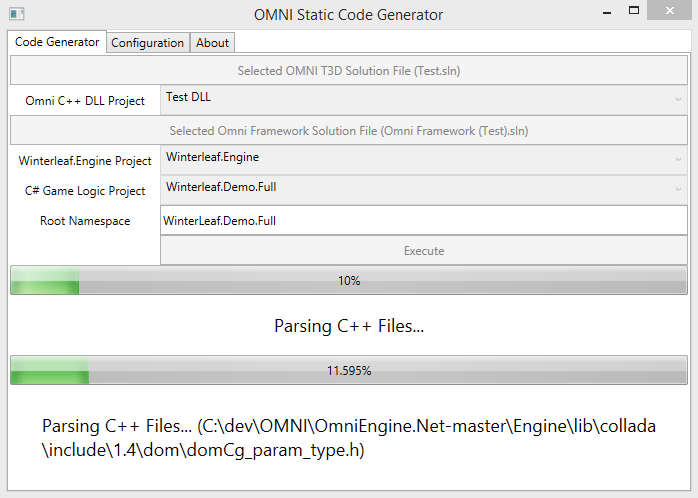 OMNI Static Code Generator
Code Generator Configuration About
Selected OMNI T3D Solution File (Test.sln)
Omni C++ DLL Project Test DLL
Selected Omni Framework Solution File (Omni Framework (Test).sln)
Winterleaf.Engine Project Winterleaf.Engine
C# Game Logic Project Winterleaf.Demo.Full
Root Namespace WinterLeaf.Demo.Full
Execute
10%
Parsing C++ Files...
11.595%
Parsing C++ Files... (C:\dev\OMNI\OmniEngine.Net-master\Engine\lib\collada
\include\1.4\dom\domCg_param_type.h)